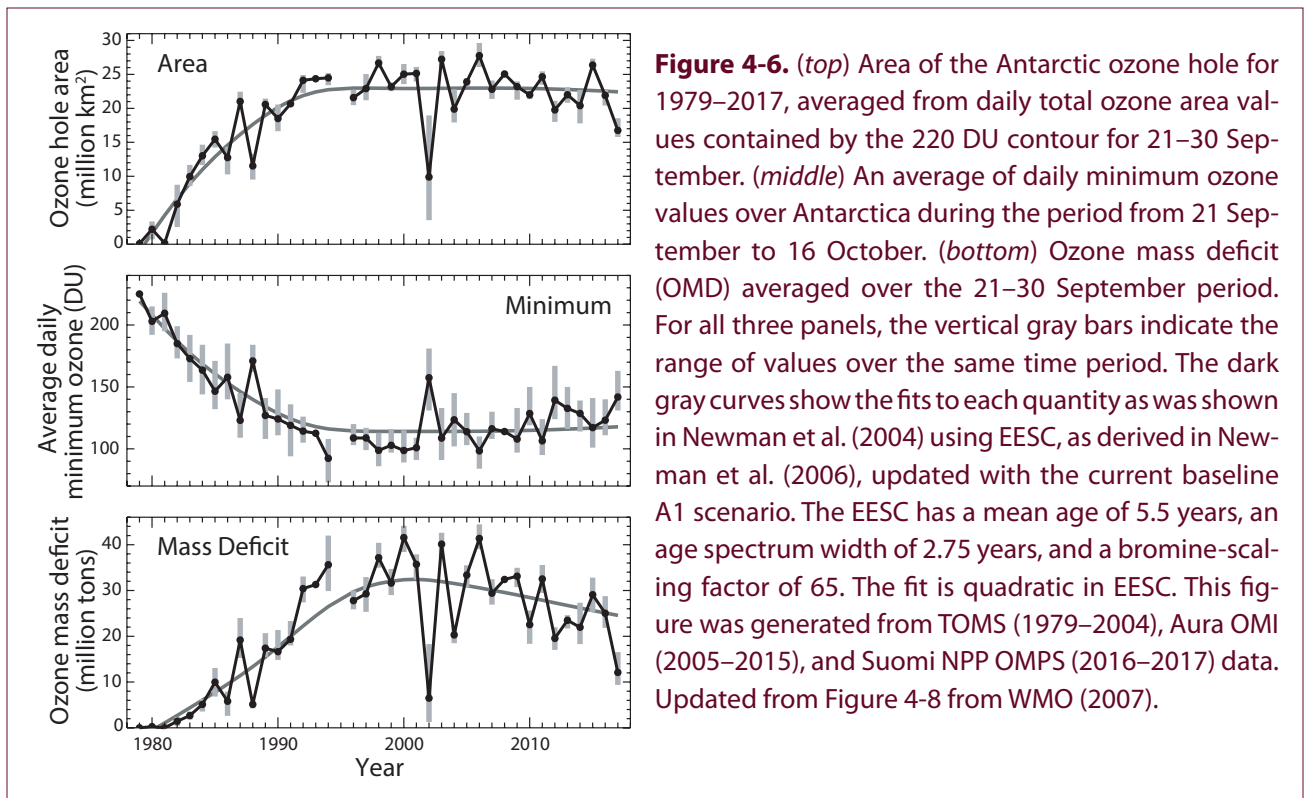 30
25
20
15
10
5
0
Area
Ozone hole area
(million km²)
200
150
100
Minimum
Average daily
minimum ozone (DU)
40
30
20
10
0
Mass Deficit
Ozone mass deficit
(million tons)
1980 1990 2000 2010
Year
Figure 4-6. (top) Area of the Antarctic ozone hole for
1979–2017, averaged from daily total ozone area val-
ues contained by the 220 DU contour for 21–30 Sep-
tember. (middle) An average of daily minimum ozone
values over Antarctica during the period from 21 Sep-
tember to 16 October. (bottom) Ozone mass deficit
(OMD) averaged over the 21–30 September period.
For all three panels, the vertical gray bars indicate the
range of values over the same time period. The dark
gray curves show the fits to each quantity as was shown
in Newman et al. (2004) using EESC, as derived in New-
man et al. (2006), updated with the current baseline
A1 scenario. The EESC has a mean age of 5.5 years, an
age spectrum width of 2.75 years, and a bromine-scal-
ing factor of 65. The fit is quadratic in EESC. This fig-
ure was generated from TOMS (1979–2004), Aura OMI
(2005–2015), and Suomi NPP OMPS (2016–2017) data.
Updated from Figure 4-8 from WMO (2007).